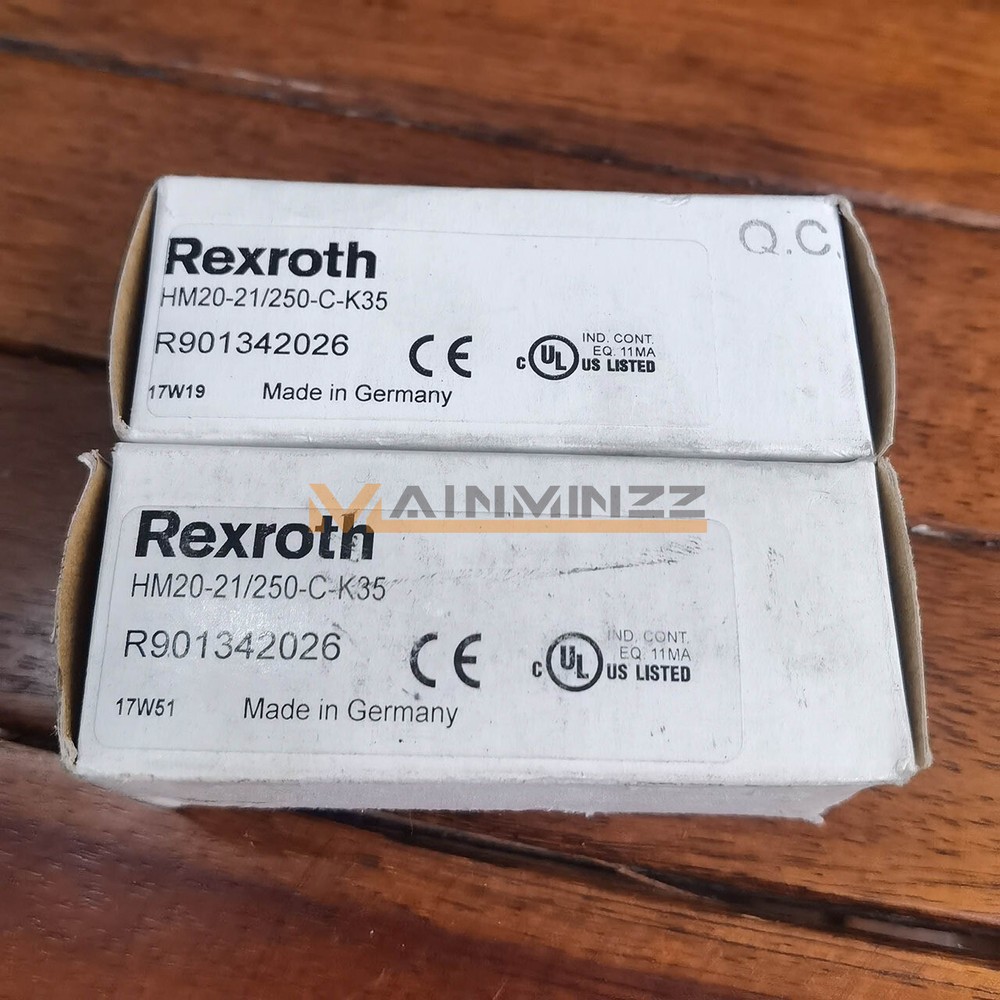 Q.C.
Rexroth
HM20-21/250-C-K35
R901342026
CE
C UL US LISTED
IND. CONT.
EQ. 11MA
17W19 Made in Germany
MAINMINZZ
Rexroth
HM20-21/250-C-K35
R901342026
CE
C UL US LISTED
IND. CONT.
EQ. 11MA
17W51 Made in Germany